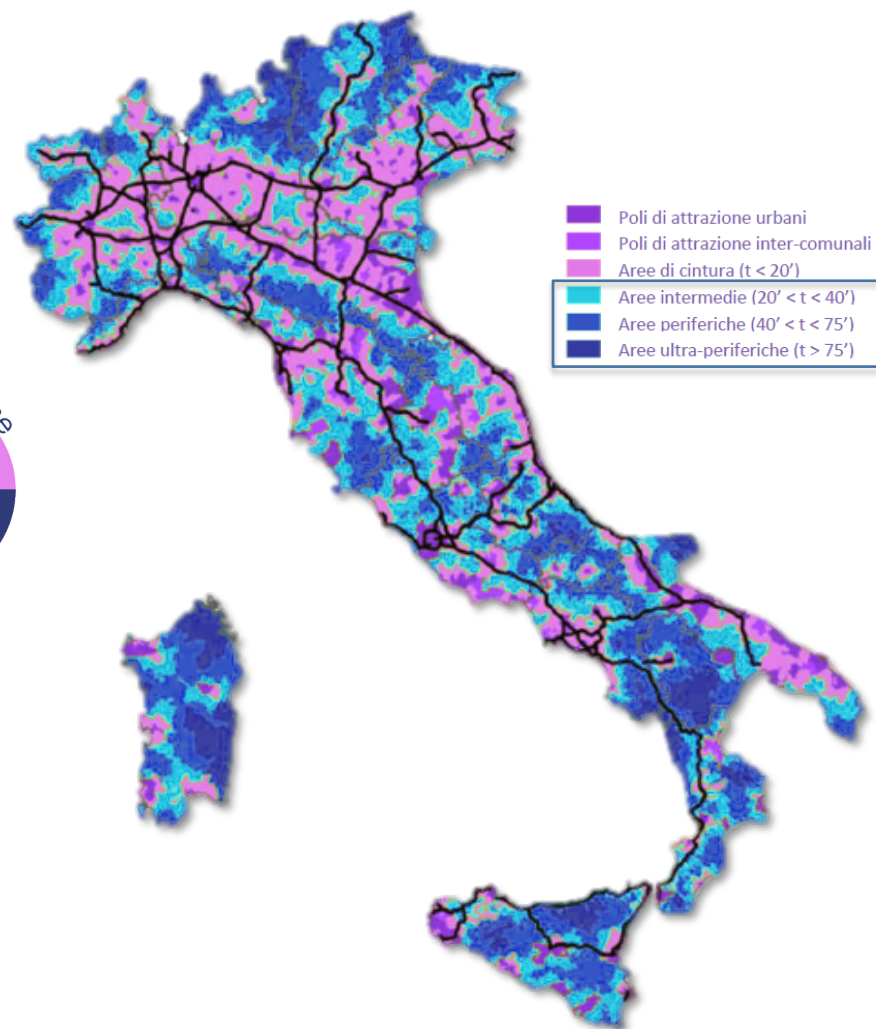 Poli di attrazione urbani
Poli di attrazione inter-comunali
Aree di cintura (t < 20')
Aree intermedie (20' < t < 40')
Aree periferiche (40' < t < 75')
Aree ultra-periferiche (t > 75')